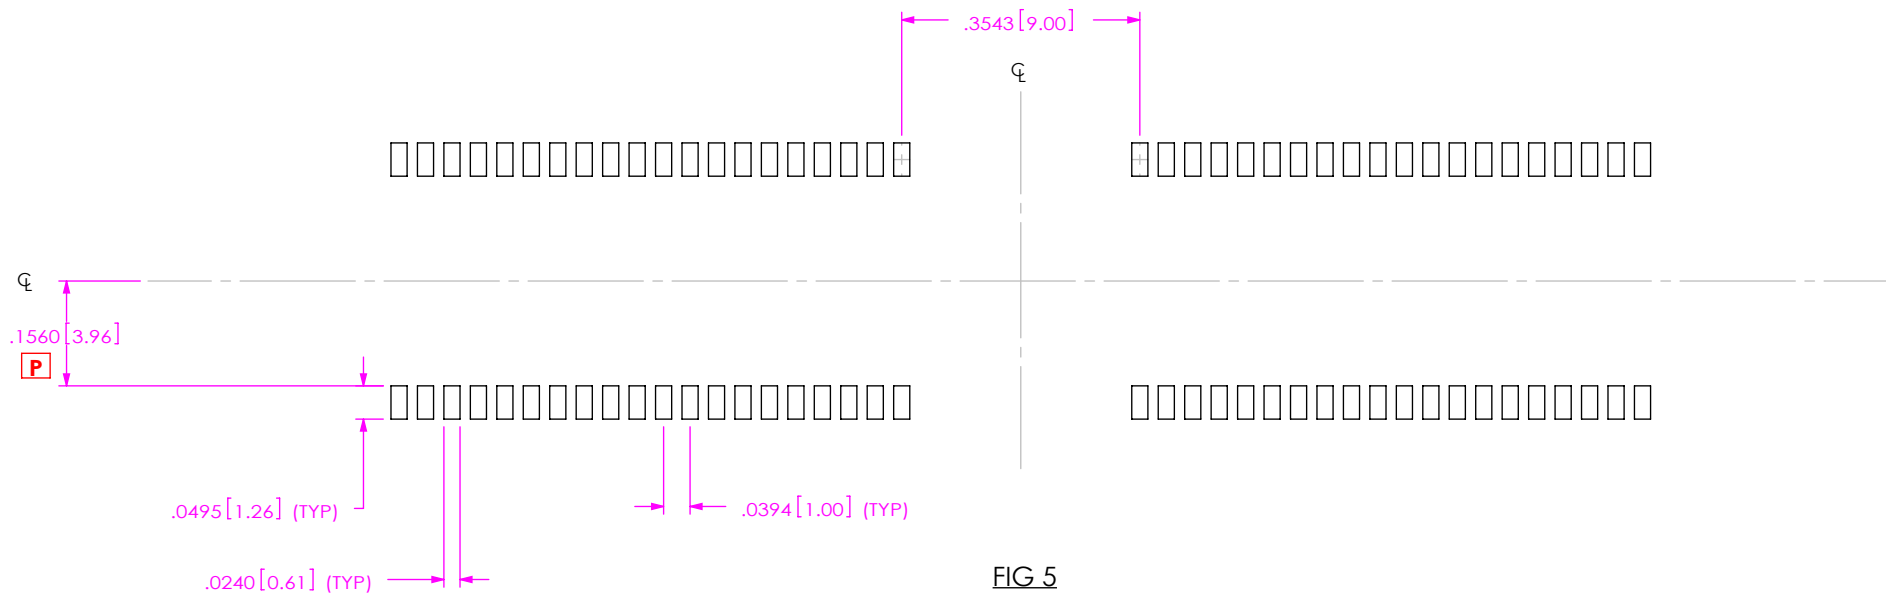 .3543[9.00]
℄
℄
.1560[3.96]
P
.0495[1.26] (TYP)
.0394[1.00] (TYP)
.0240[0.61] (TYP)
FIG 5